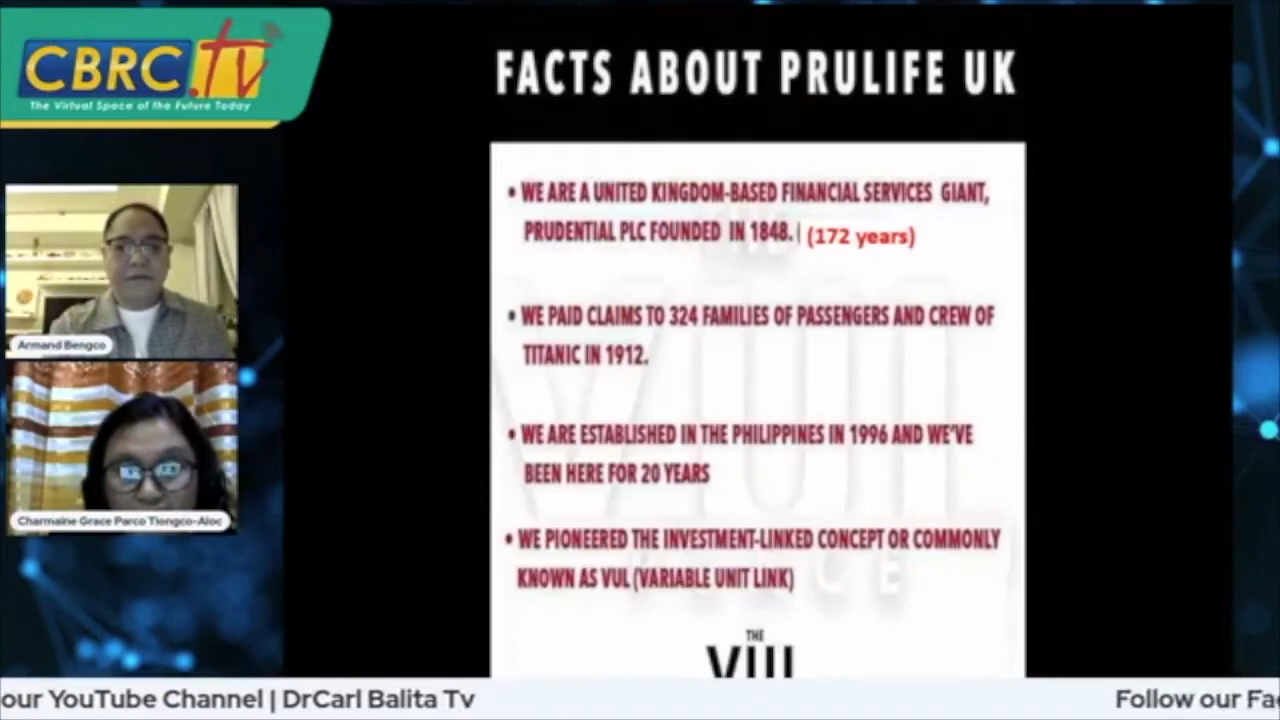 CBRC.tv
The Virtual Space of the Future Today
FACTS ABOUT PRULIFE UK
• WE ARE A UNITED KINGDOM-BASED FINANCIAL SERVICES GIANT,
PRUDENTIAL PLC FOUNDED IN 1848. (172 years)
• WE PAID CLAIMS TO 324 FAMILIES OF PASSENGERS AND CREW OF
TITANIC IN 1912.
• WE ARE ESTABLISHED IN THE PHILIPPINES IN 1996 AND WE'VE
BEEN HERE FOR 20 YEARS
• WE PIONEERED THE INVESTMENT-LINKED CONCEPT OR COMMONLY
KNOWN AS VUL (VARIABLE UNIT LINK)
THE
Armand Bengco
Charmaine Grace Parco Tiongco-Aloc
our YouTube Channel | DrCarl Balita Tv
Follow our Fa